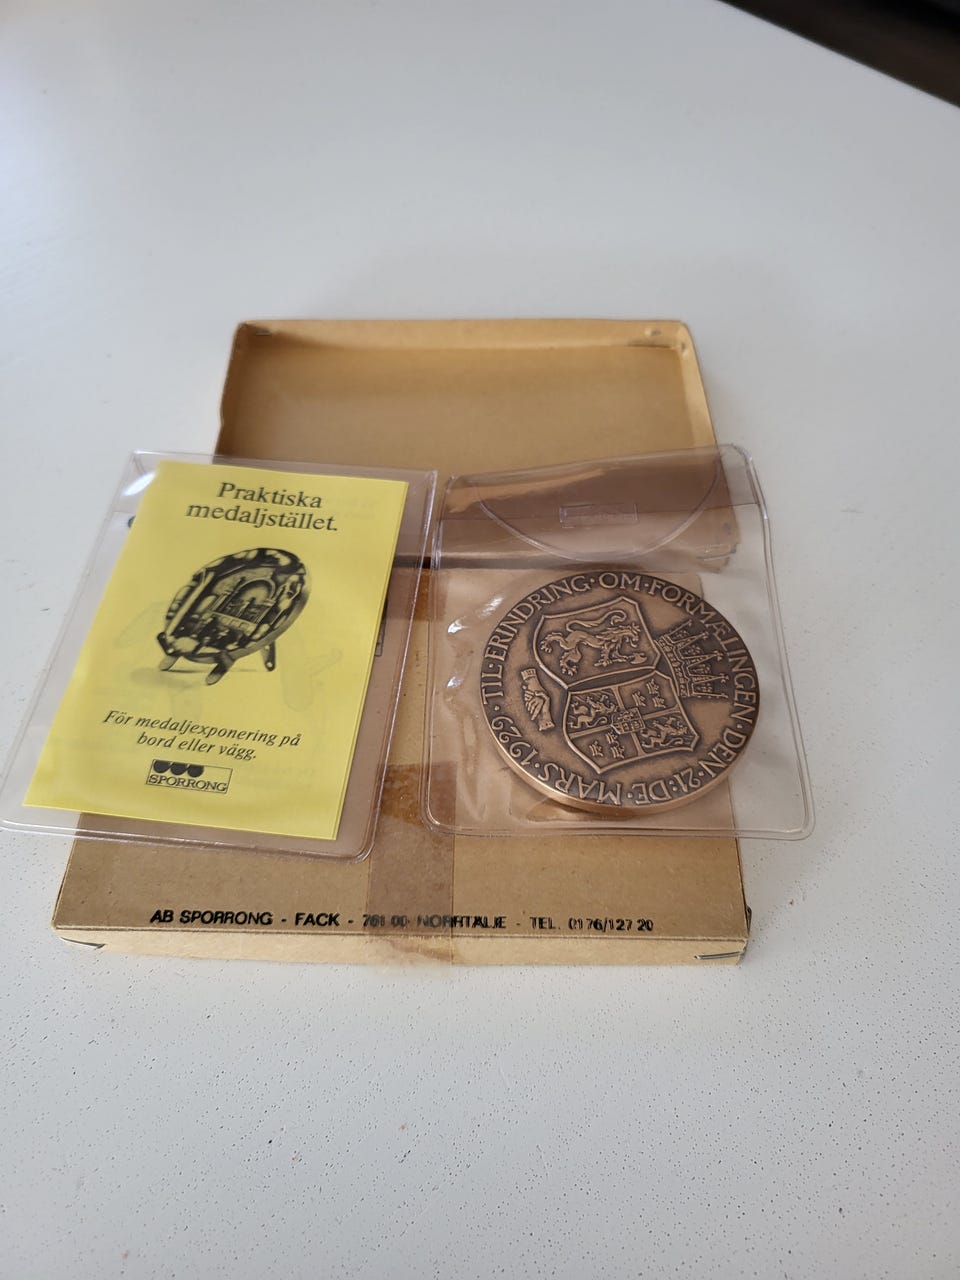 Praktiska
medaljstället.
För medaljexponering på
bord eller vägg.
SPORRONG
TIL·ERINDRING·OM·FORMÆLINGEN·DEN·21:DE·MARS·1929·
AB SPORRONG - FACK - 761 00 NORRTÄLJE - TEL. 0176/127 20